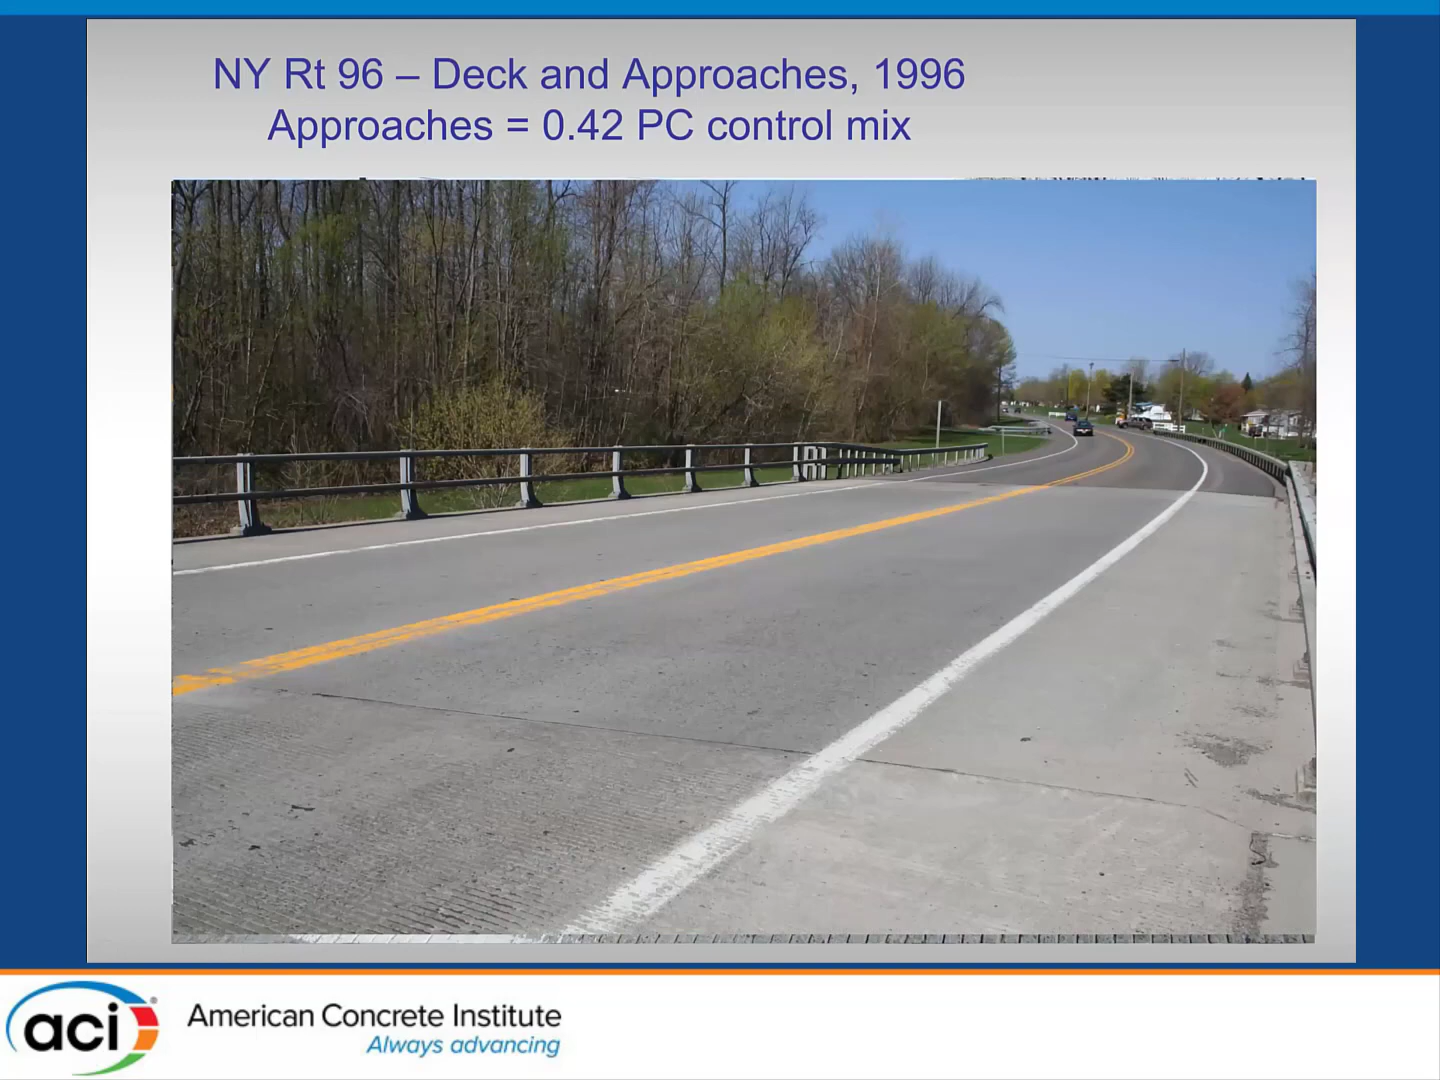 NY Rt 96 – Deck and Approaches, 1996
Approaches = 0.42 PC control mix
aci
American Concrete Institute
Always advancing